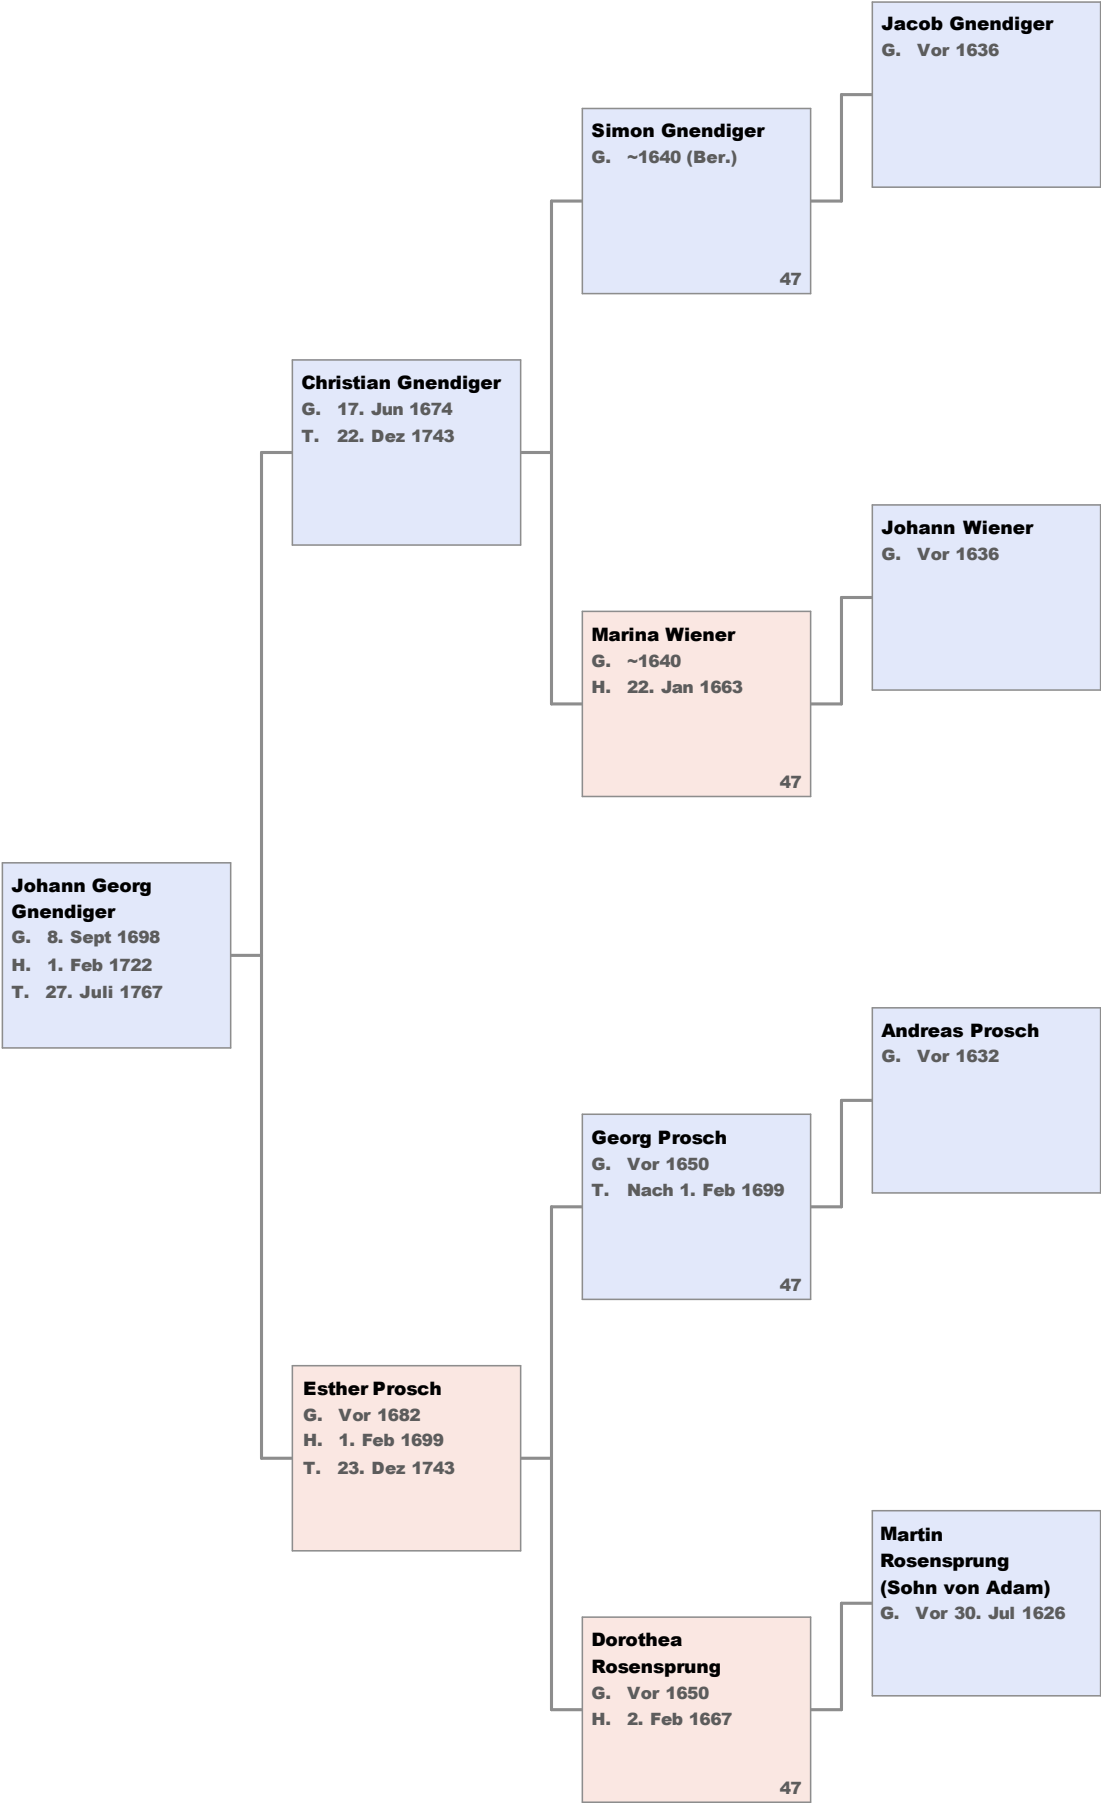 Jacob Gnendiger
G. Vor 1636
Simon Gnendiger
G. ~1640 (Ber.)
47
Christian Gnendiger
G. 17. Jun 1674
T. 22. Dez 1743
Johann Wiener
G. Vor 1636
Marina Wiener
G. ~1640
H. 22. Jan 1663
47
Johann Georg
Gnendiger
G. 8. Sept 1698
H. 1. Feb 1722
T. 27. Juli 1767
Andreas Prosch
G. Vor 1632
Georg Prosch
G. Vor 1650
T. Nach 1. Feb 1699
47
Esther Prosch
G. Vor 1682
H. 1. Feb 1699
T. 23. Dez 1743
Martin
Rosensprung
(Sohn von Adam)
G. Vor 30. Jul 1626
Dorothea
Rosensprung
G. Vor 1650
H. 2. Feb 1667
47